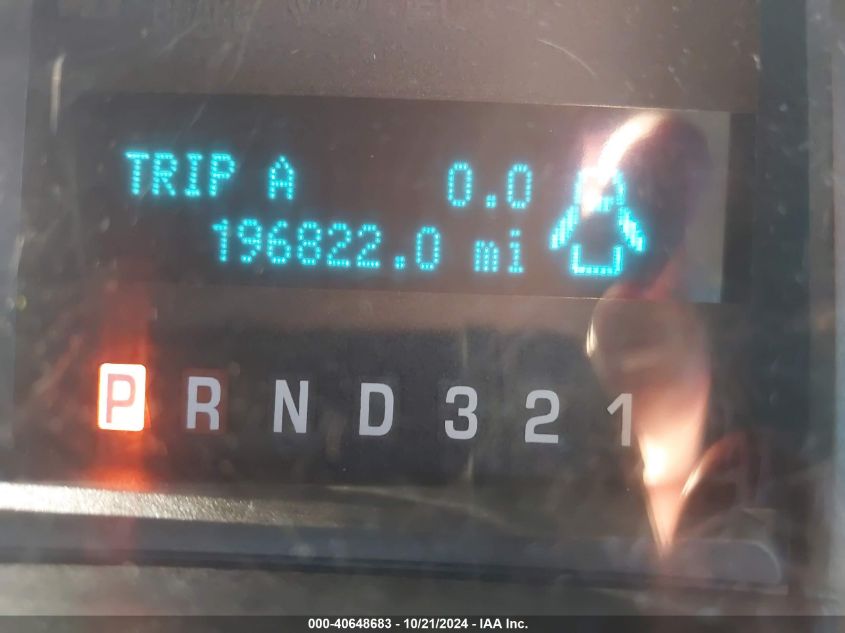 TRIP A 0.0
196822.0 mi
P R N D 3 2 1
000-40648683 - 10/21/2024 - IAA Inc.